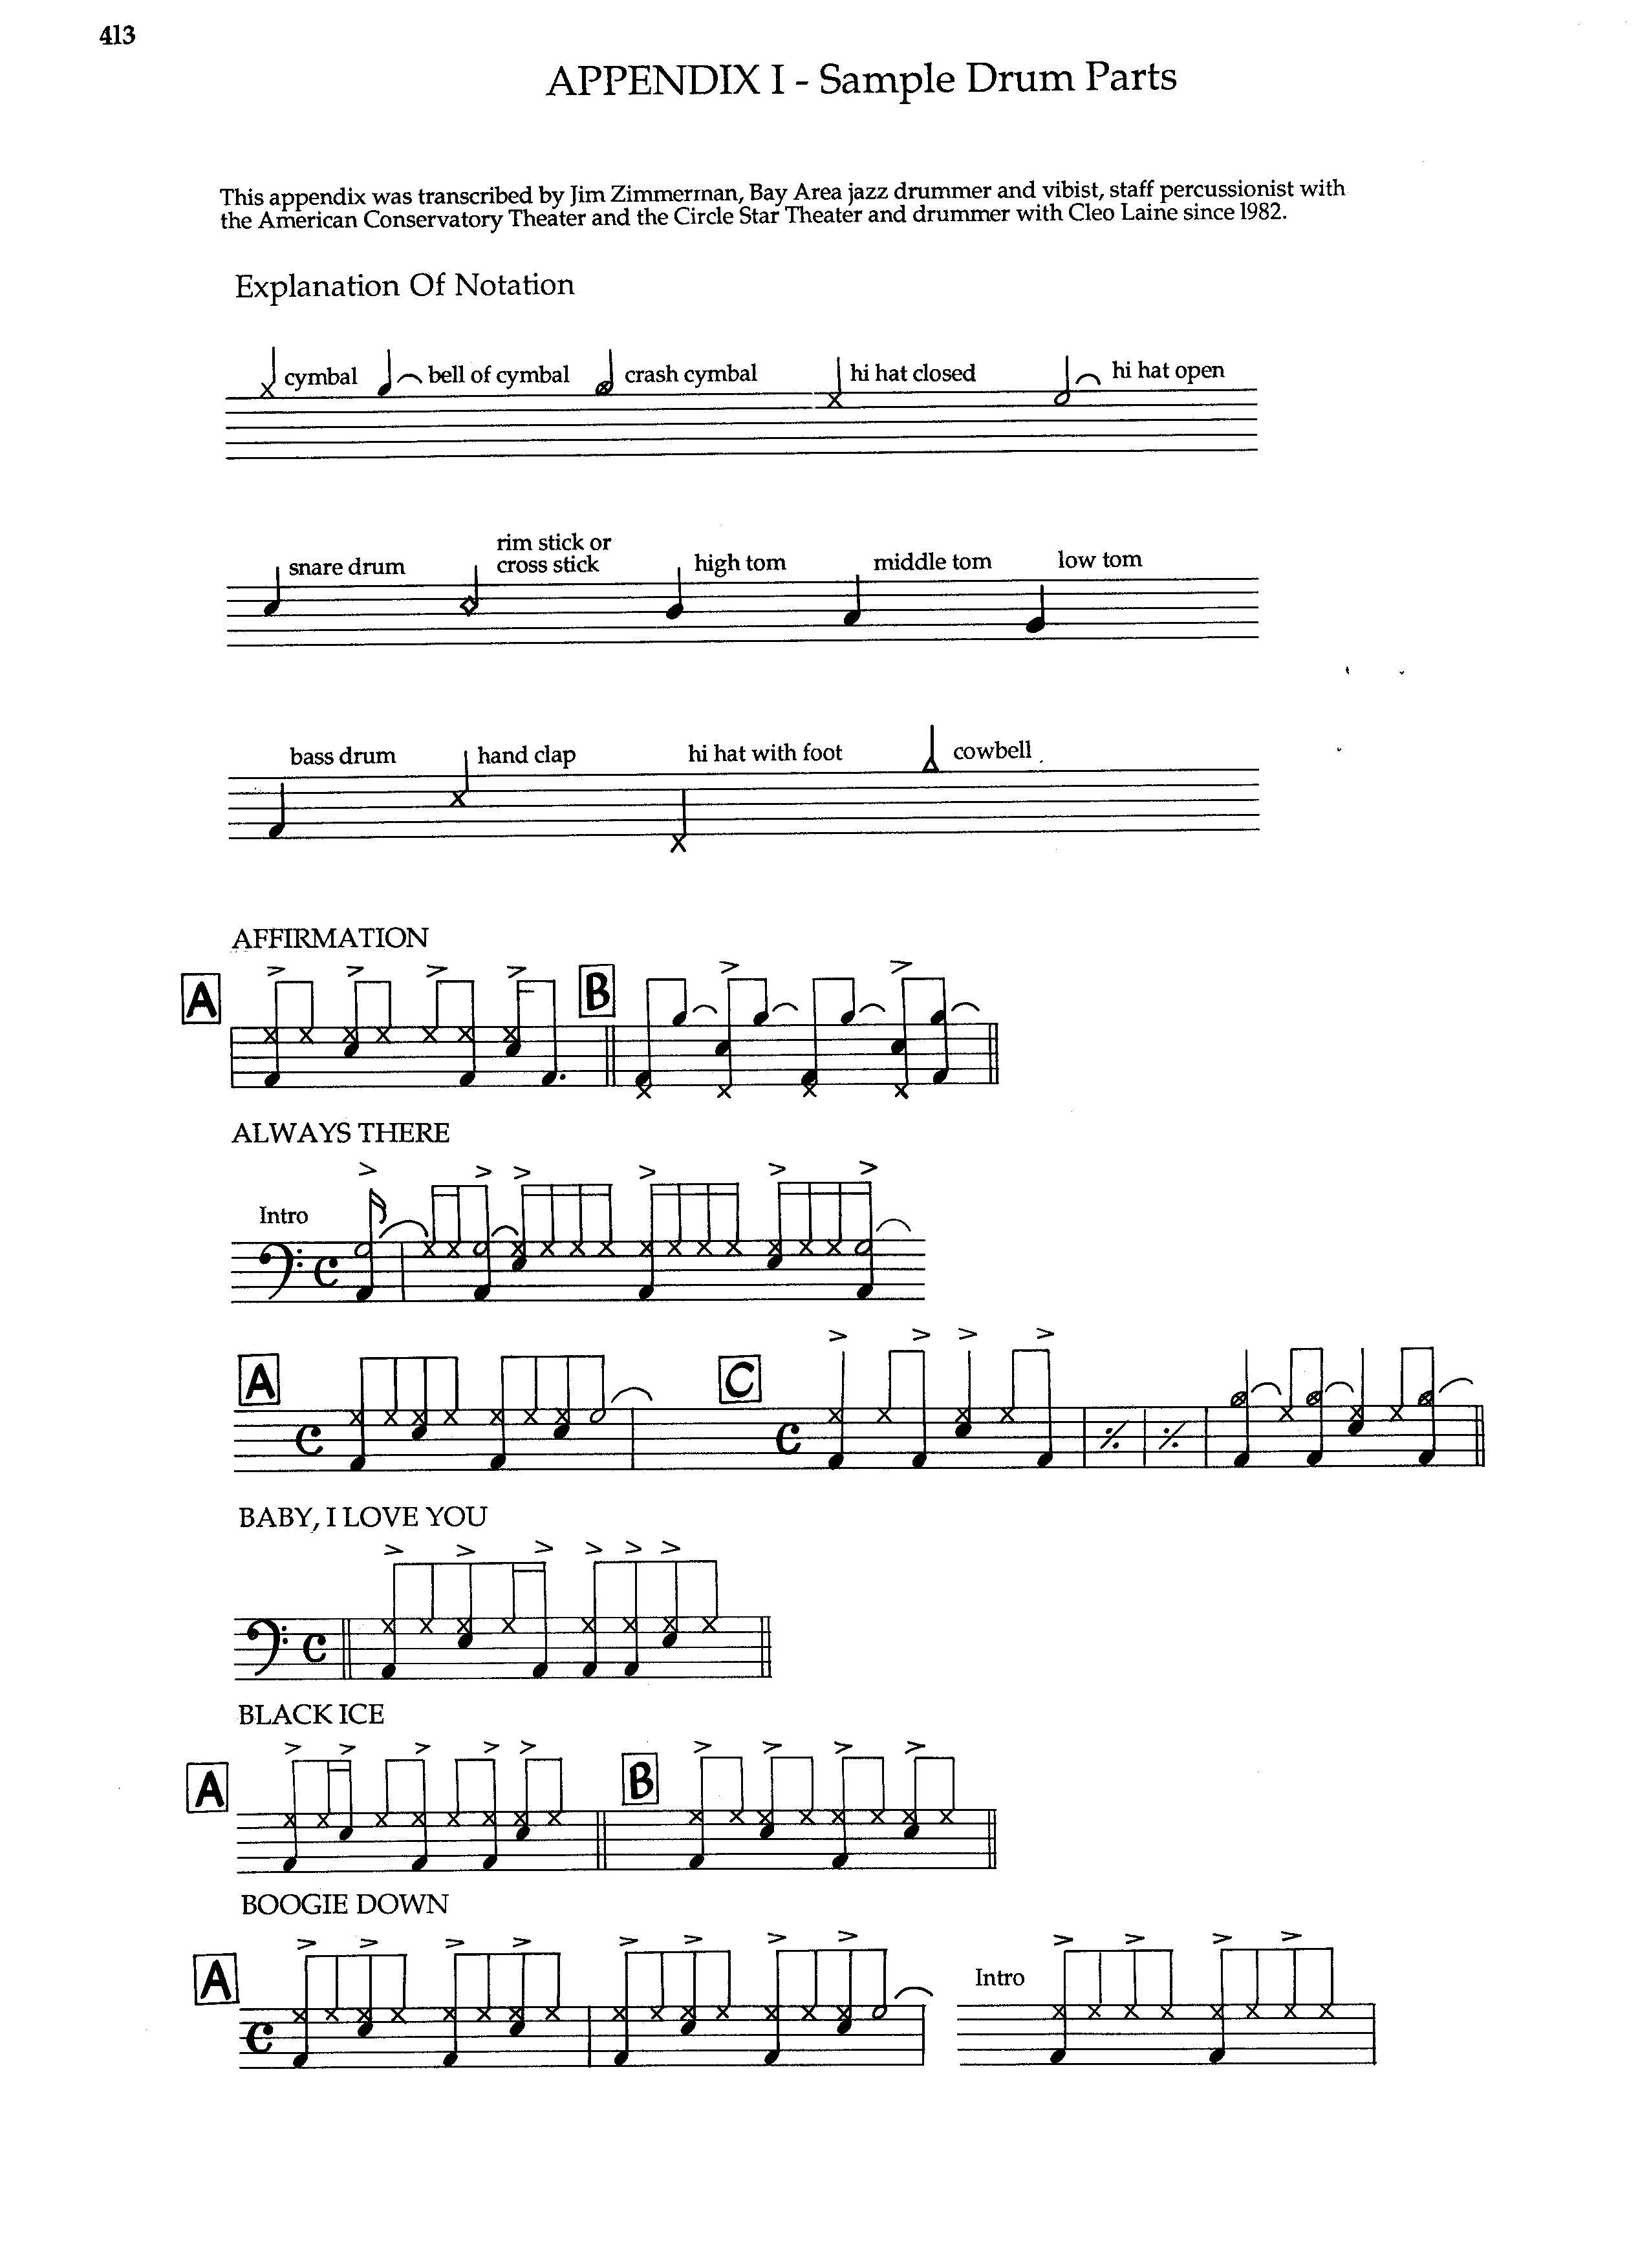 413
APPENDIX I - Sample Drum Parts
This appendix was transcribed by Jim Zimmerman, Bay Area jazz drummer and vibist, staff percussionist with
the American Conservatory Theater and the Circle Star Theater and drummer with Cleo Laine since 1982.
Explanation Of Notation
cymbal bell of cymbal crash cymbal hi hat closed hi hat open
snare drum rim stick or
cross stick high tom middle tom low tom
bass drum hand clap hi hat with foot cowbell
AFFIRMATION
A B
ALWAYS THERE
Intro
A C
BABY, I LOVE YOU
BLACK ICE
A B
BOOGIE DOWN
A Intro